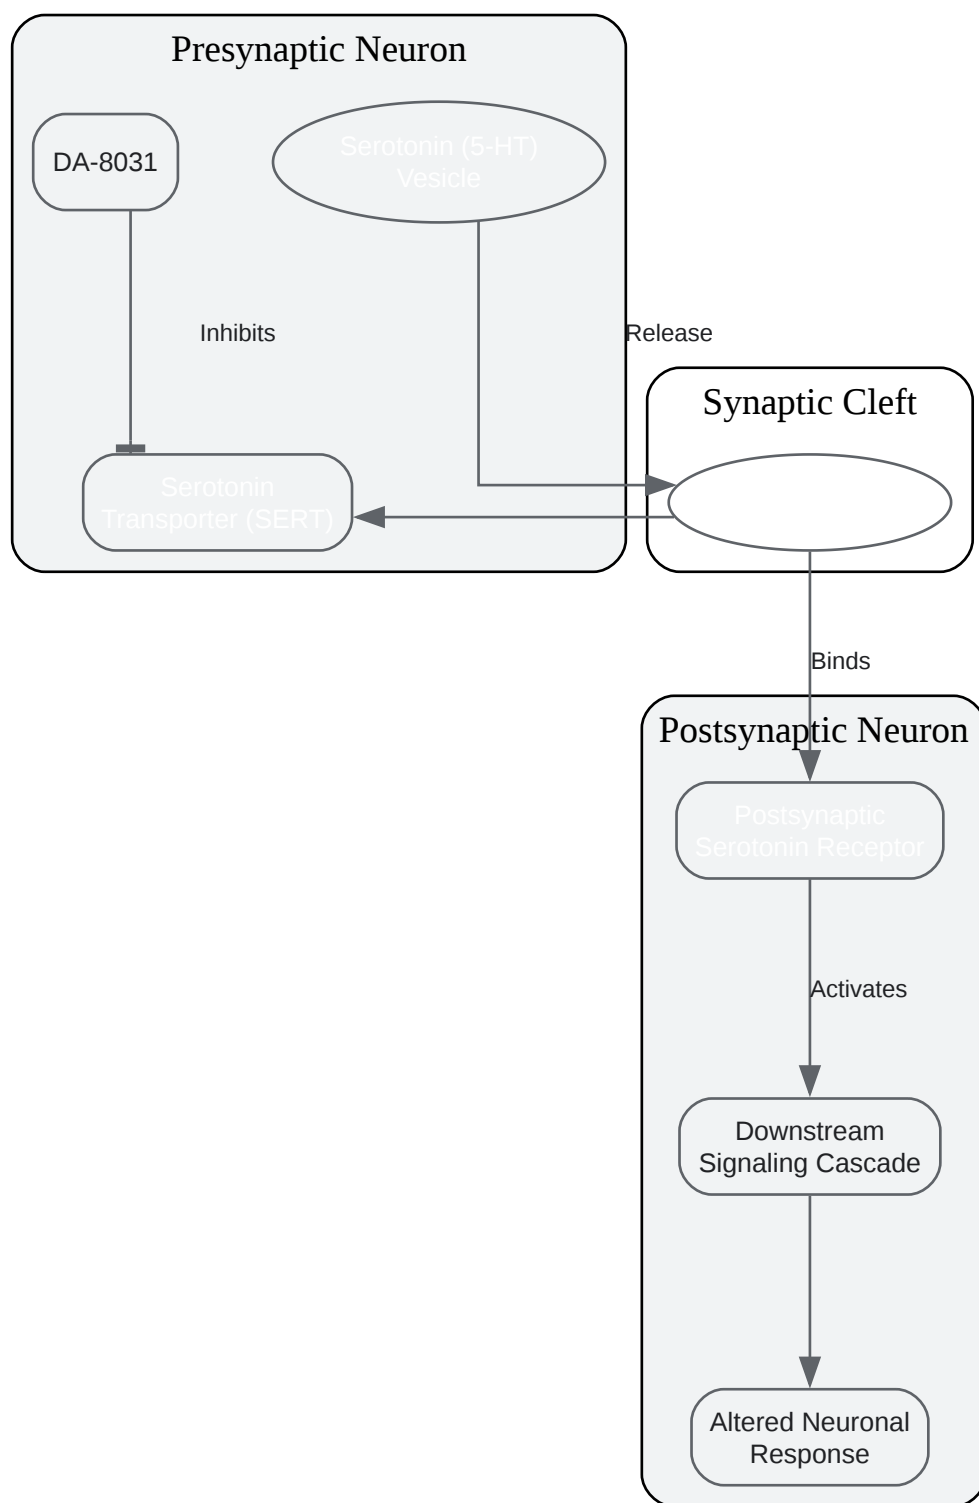 Presynaptic Neuron
DA-8031
Serotonin (5-HT)
Vesicle
Inhibits
Release
Synaptic Cleft
Serotonin
Transporter (SERT)
Binds
Postsynaptic Neuron
Postsynaptic
Serotonin Receptor
Activates
Downstream
Signaling Cascade
Altered Neuronal
Response